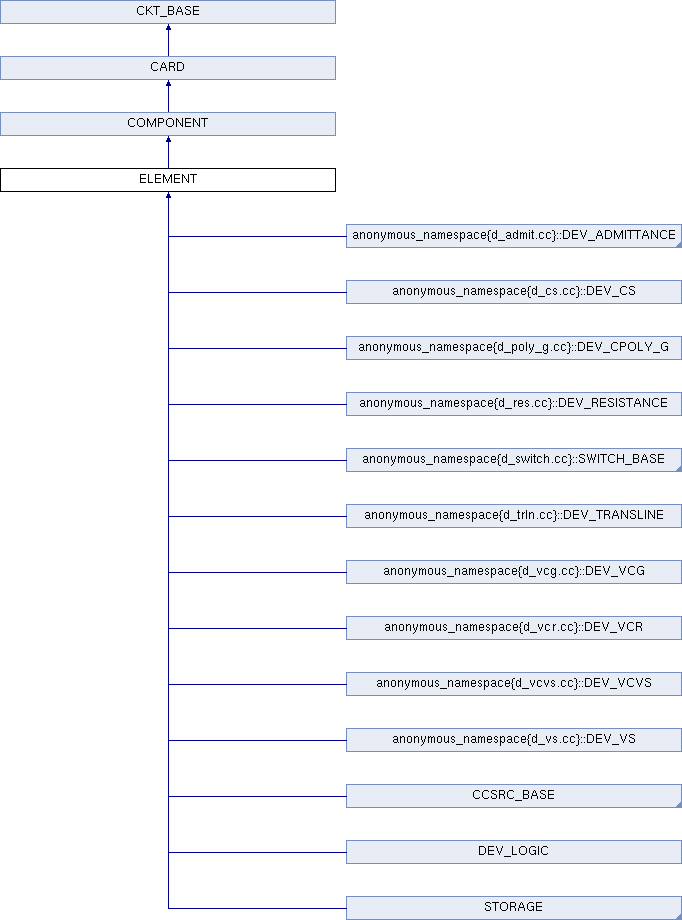 CKT_BASE
CARD
COMPONENT
ELEMENT
anonymous_namespace{d_admit.cc}::DEV_ADMITTANCE
anonymous_namespace{d_cs.cc}::DEV_CS
anonymous_namespace{d_poly_g.cc}::DEV_CPOLY_G
anonymous_namespace{d_res.cc}::DEV_RESISTANCE
anonymous_namespace{d_switch.cc}::SWITCH_BASE
anonymous_namespace{d_trln.cc}::DEV_TRANSLINE
anonymous_namespace{d_vcg.cc}::DEV_VCG
anonymous_namespace{d_vcr.cc}::DEV_VCR
anonymous_namespace{d_vcvs.cc}::DEV_VCVS
anonymous_namespace{d_vs.cc}::DEV_VS
CCSRC_BASE
DEV_LOGIC
STORAGE